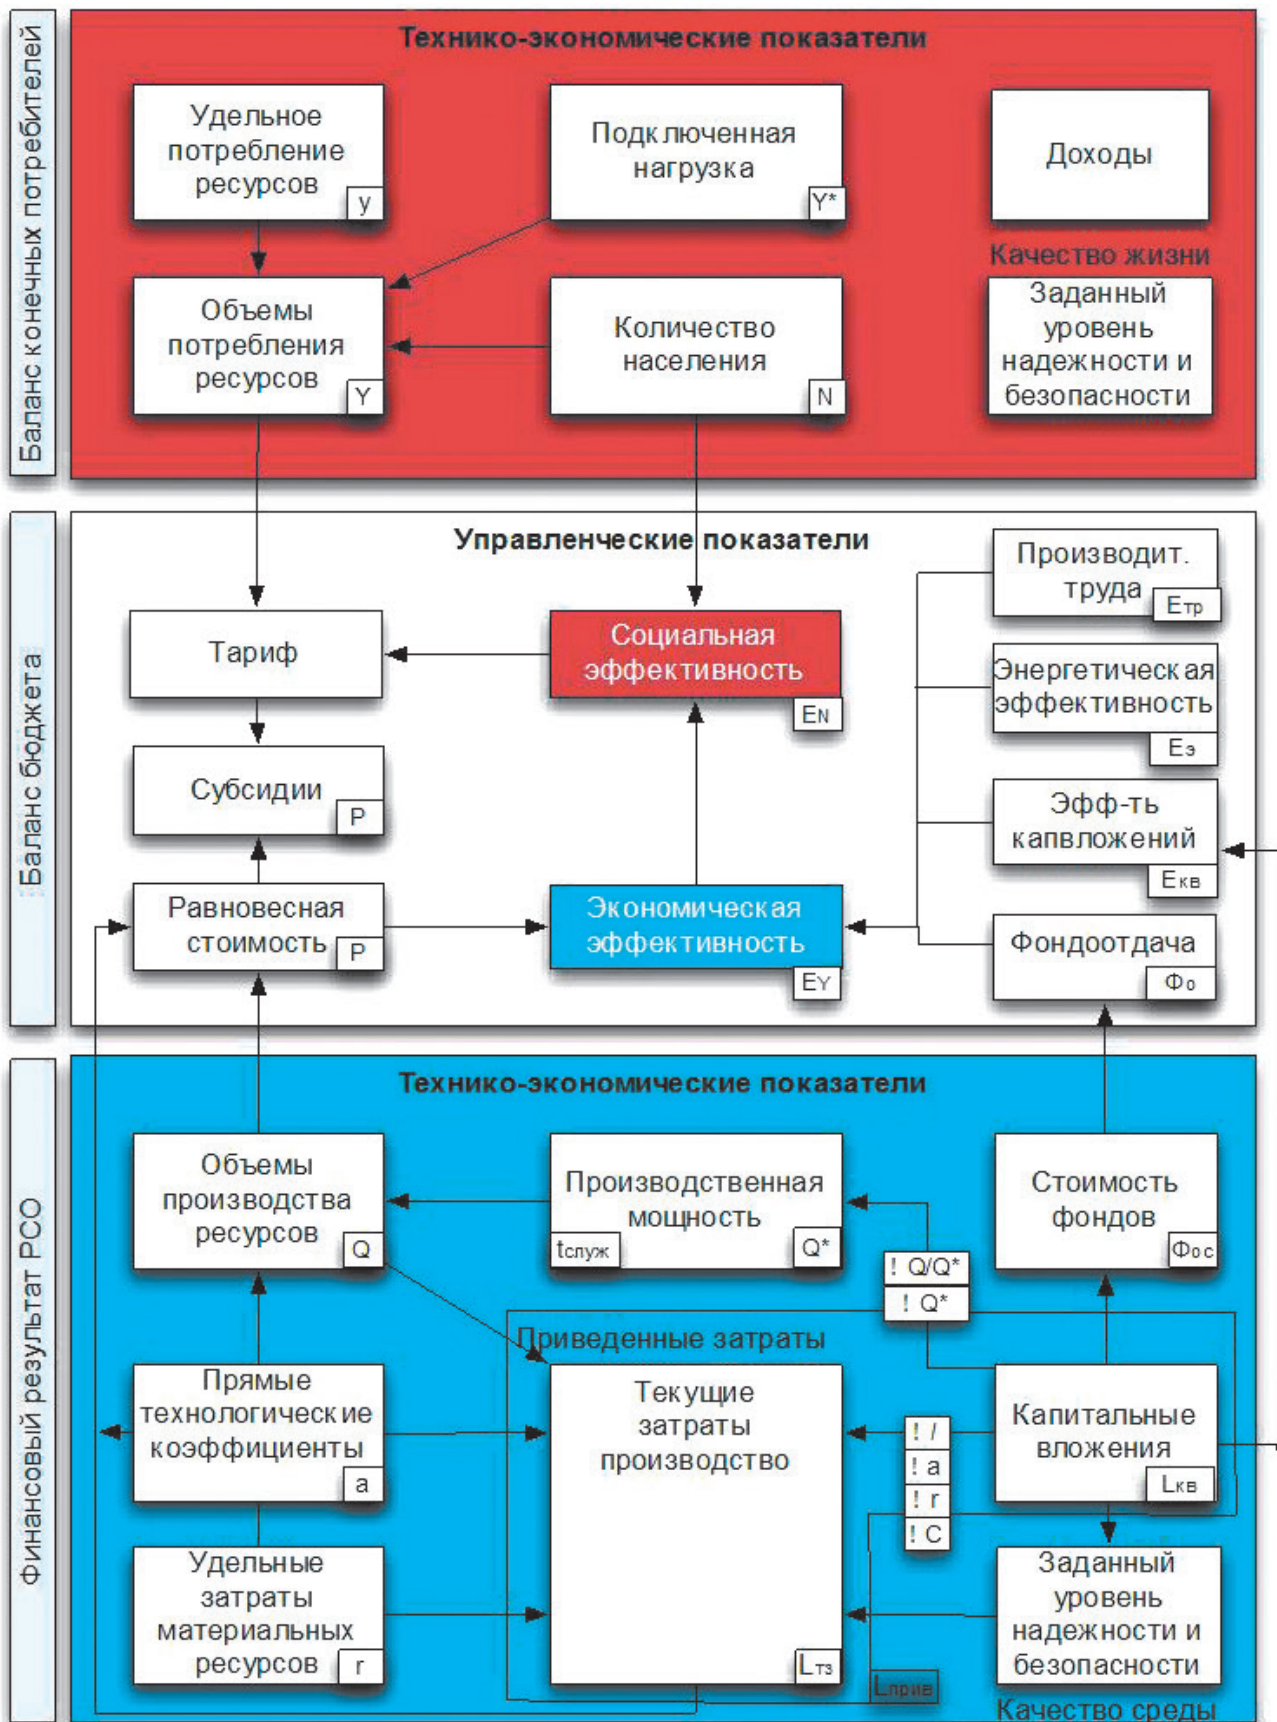 Баланс конечных потребителей
Технико-экономические показатели
Удельное
потребление
ресурсов
y
Подключенная
нагрузка
Y*
Доходы
Качество жизни
Объемы
потребления
ресурсов
Y
Количество
населения
N
Заданный
уровень
надежности и
безопасности
Баланс бюджета
Управленческие показатели
Производит.
труда
Eтр
Тариф
Социальная
эффективность
EN
Энергетическая
эффективность
Eэ
Субсидии
P
Эфф-ть
капвложений
Eкв
Равновесная
стоимость
P
Экономическая
эффективность
EY
Фондоотдача
Фо
Финансовый результат РСО
Технико-экономические показатели
Объемы
производства
ресурсов
Q
Производственная
мощность
tслуж
Q*
Стоимость
фондов
Фос
! Q/Q*
! Q*
Приведенные затраты
Прямые
технологические
коэффициенты
a
Текущие
затраты
производство
Lтз
! /
! a
! r
! C
Капитальные
вложения
Lкв
Удельные
затраты
материальных
ресурсов
r
Заданный
уровень
надежности и
безопасности
Lприв
Качество среды